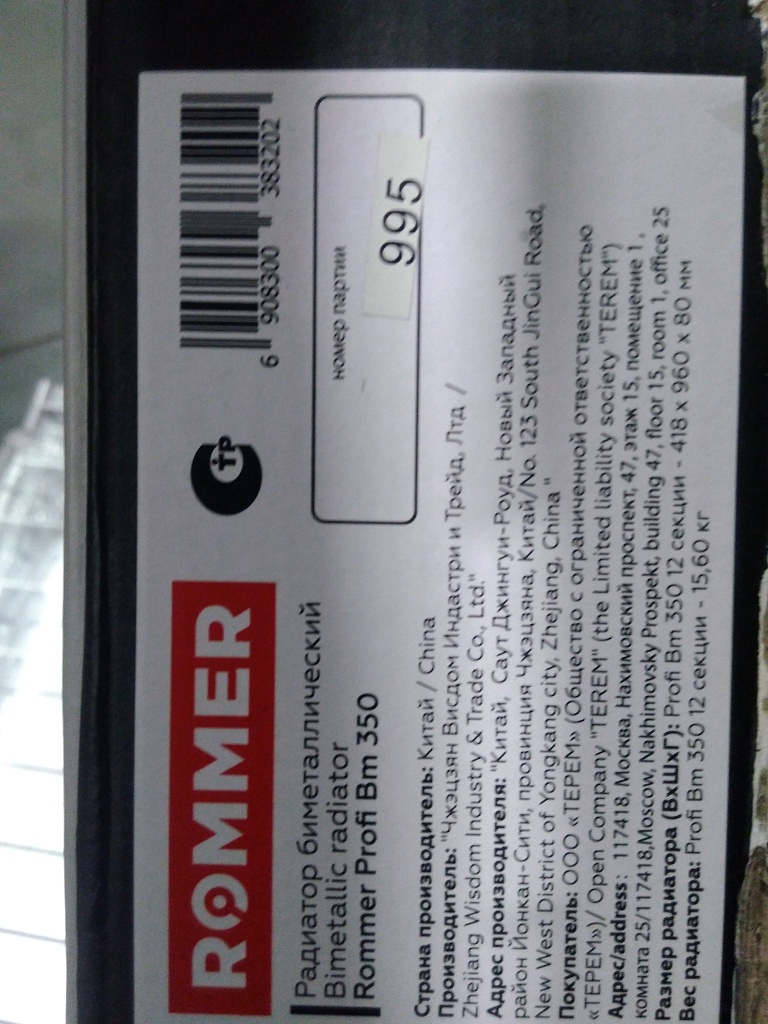 ROMMER
Радиатор биметаллический
Bimetallic radiator
Rommer Profi Bm 350
СТР
6 908300 383202
номер партии
995
Страна производитель: Китай / China
Производитель: "Чжэцзян Висдом Индастри и Трейд, Лтд /
Zhejiang Wisdom Industry & Trade Co., Ltd."
Адрес производителя: "Китай, Саут Джингуи-Роуд, Новый Западный
район Йонкан-Сити, провинция Чжэцзяна, Китай/No. 123 South JinGui Road,
New West District of Yongkang city, Zhejiang, China"
Покупатель: ООО «ТЕРЕМ» (Общество с ограниченной ответственностью
«ТЕРЕМ»)/ Open Company "TEREM" (the Limited liability society "TEREM")
Адрес/address: 117418, Москва, Нахимовский проспект, 47, этаж 15, помещение 1,
комната 25/117418,Moscow, Nakhimovsky Prospekt, building 47, floor 15, room 1, office 25
Размер радиатора (ВхШхГ): Profi Bm 350 12 секции - 418 x 960 x 80 мм
Вес радиатора: Profi Bm 350 12 секции - 15,60 кг